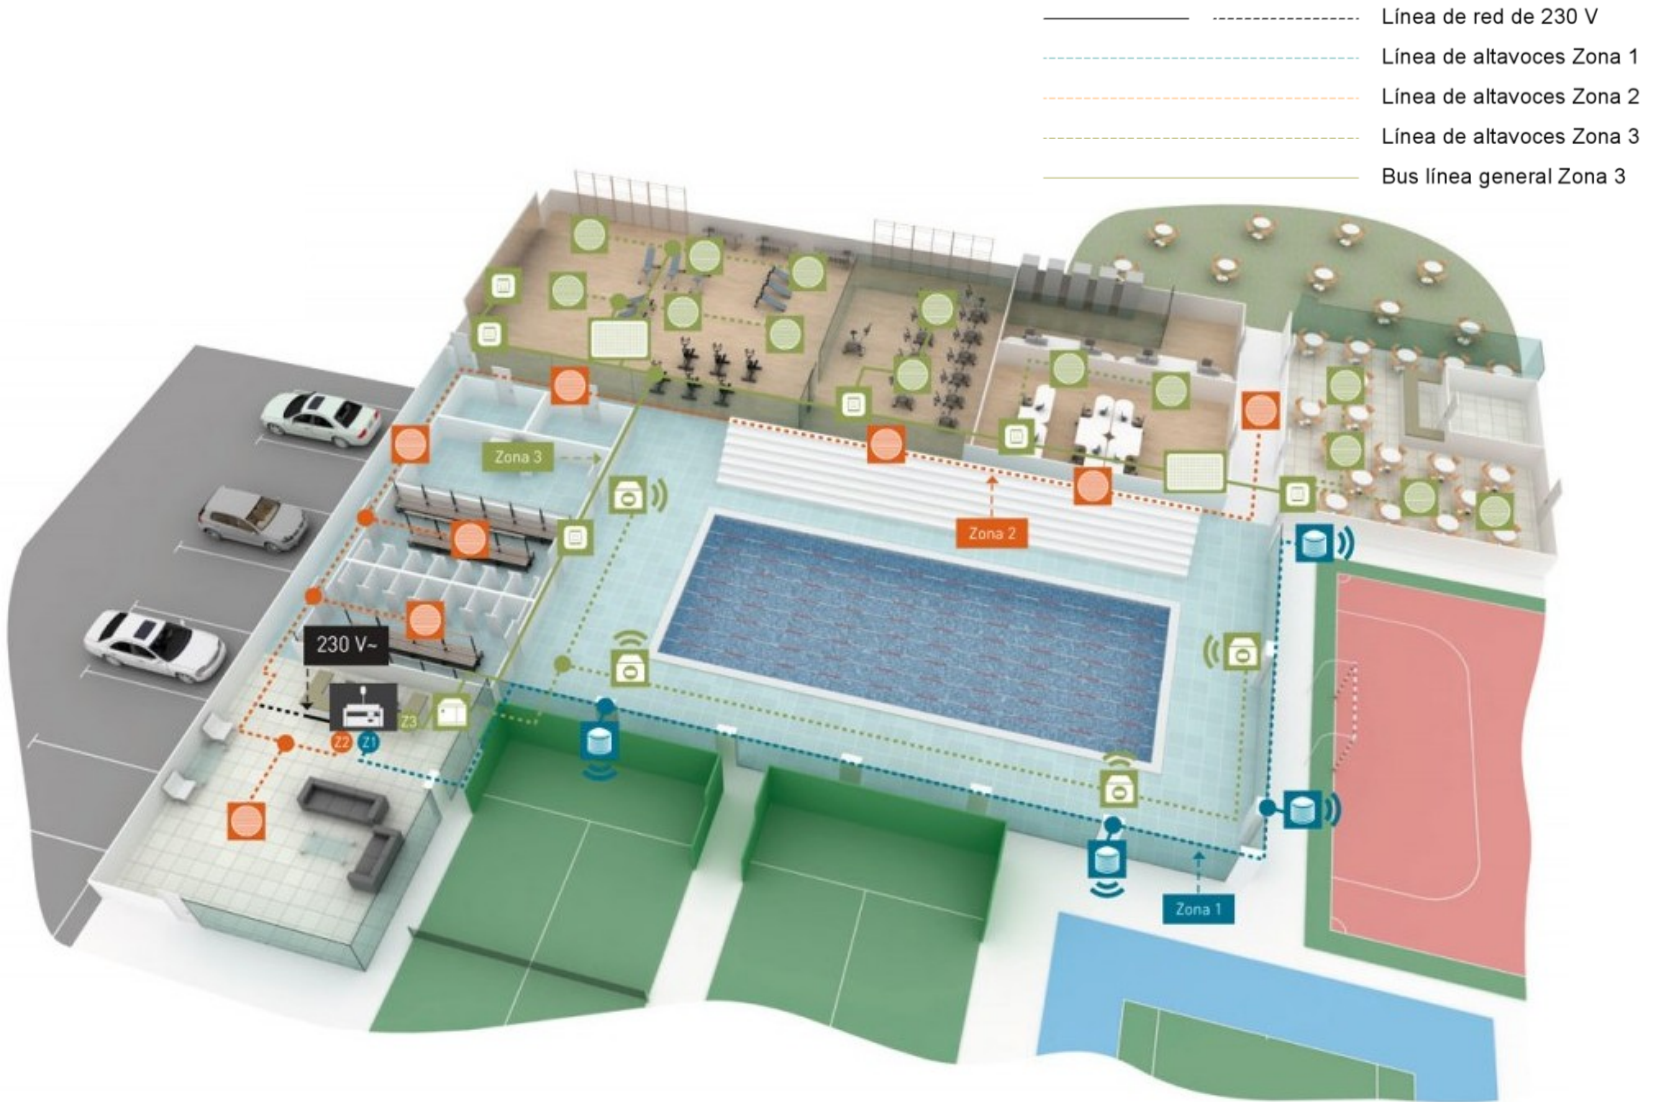 Línea de red de 230 V
Línea de altavoces Zona 1
Línea de altavoces Zona 2
Línea de altavoces Zona 3
Bus línea general Zona 3
Zona 3
Zona 2
230 V~
Z3
Z2
Z1
Zona 1